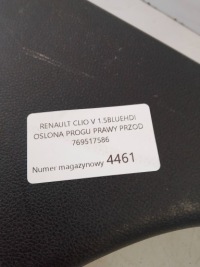 RENAULT CLIO V 1.5BLUEHDI
OSLONA PROGU PRAWY PRZOD
769517586
Numer magazynowy 4461